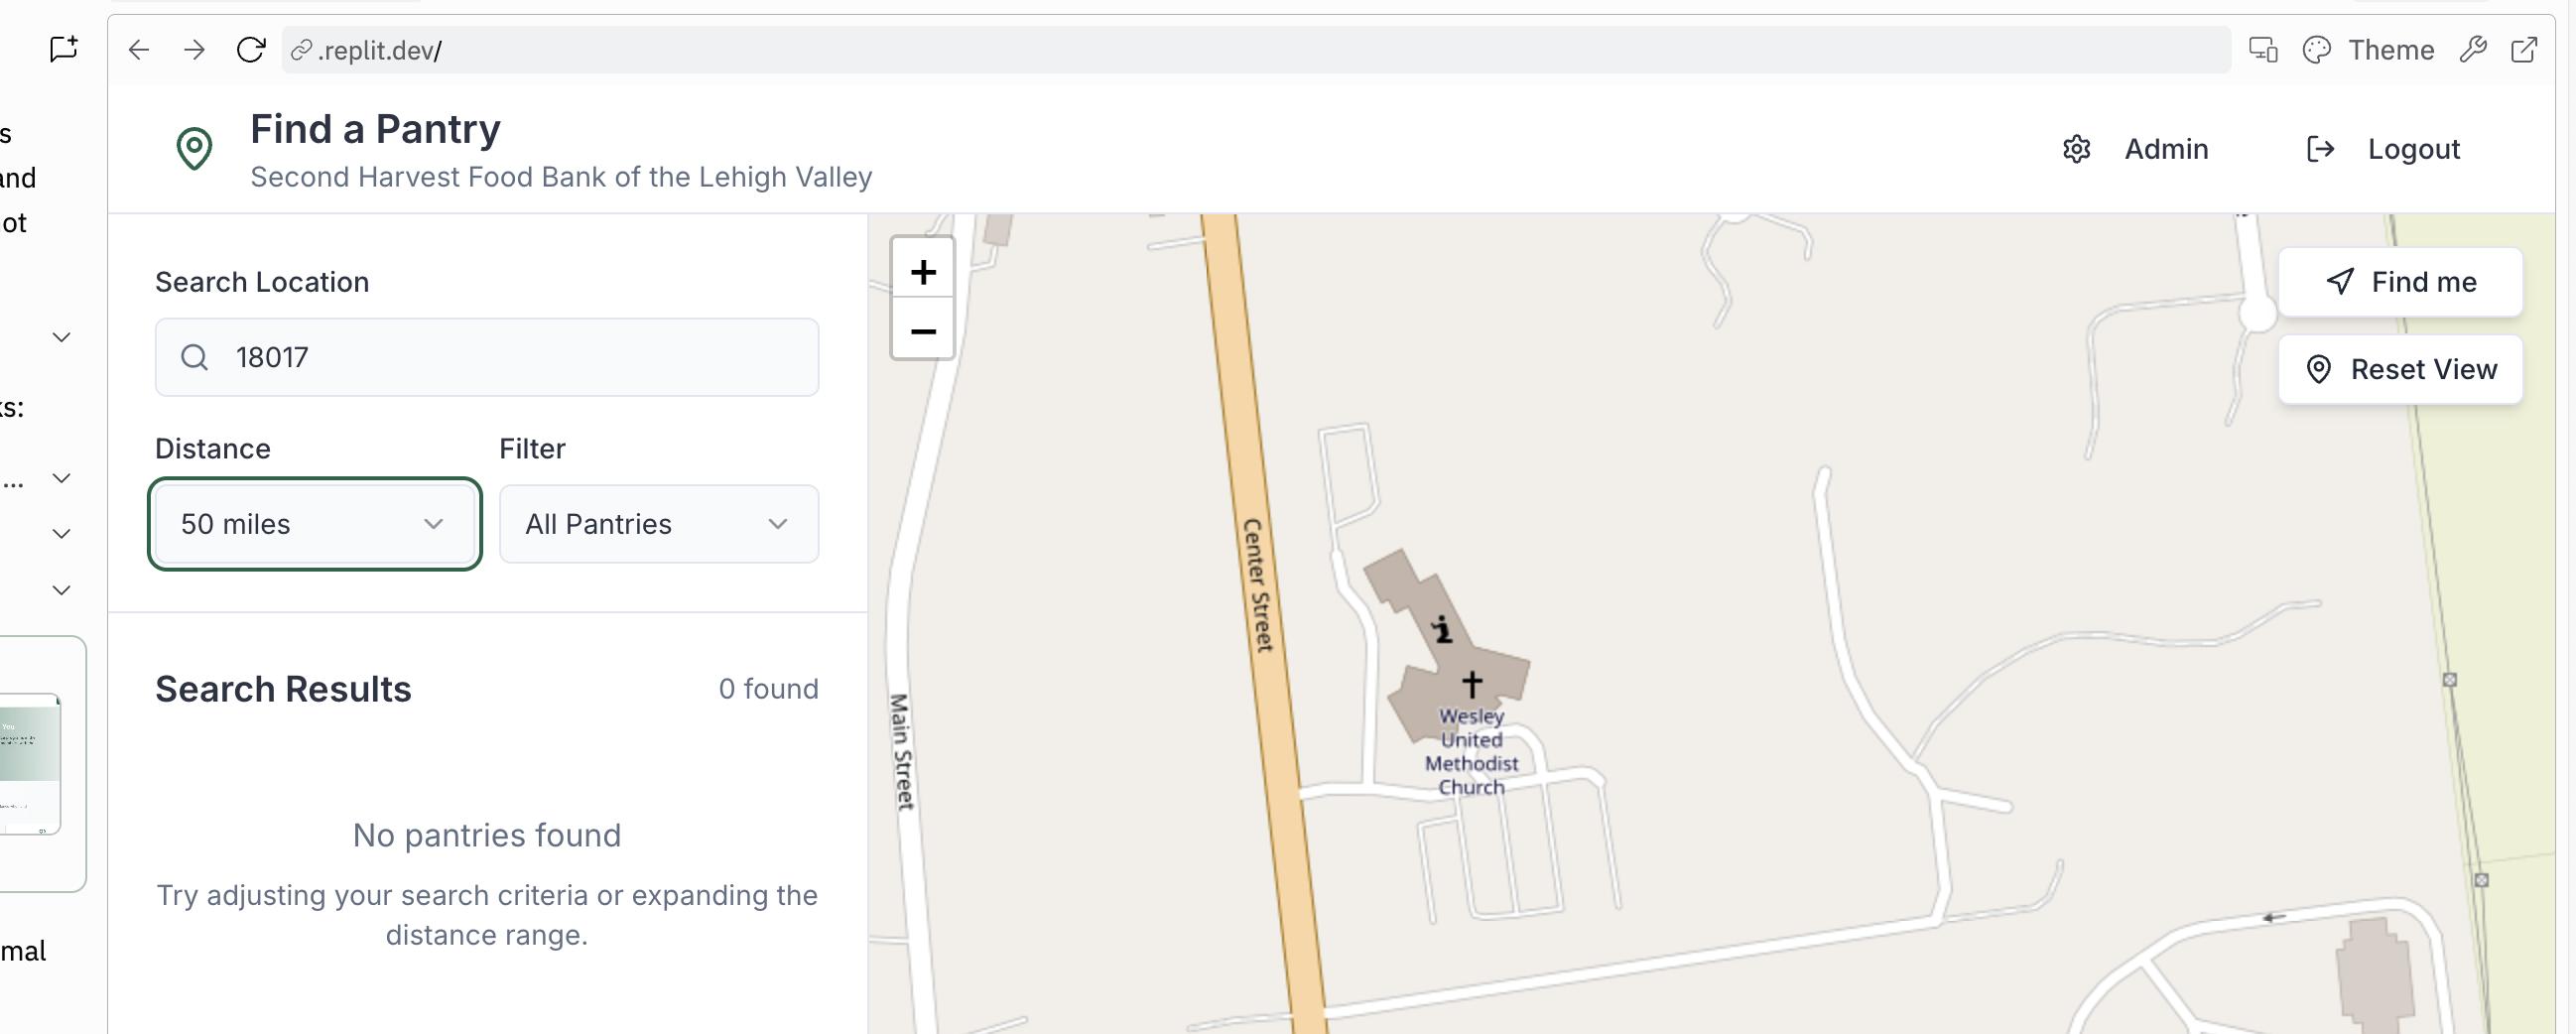 .replit.dev/
Theme
s
and
ot
ks:
...
mal
You
Find a Pantry
Second Harvest Food Bank of the Lehigh Valley
Admin
Logout
Search Location
18017
Distance
Filter
50 miles
All Pantries
Search Results
0 found
No pantries found
Try adjusting your search criteria or expanding the
distance range.
+
−
Find me
Reset View
Center Street
Main Street
Wesley
United
Methodist
Church